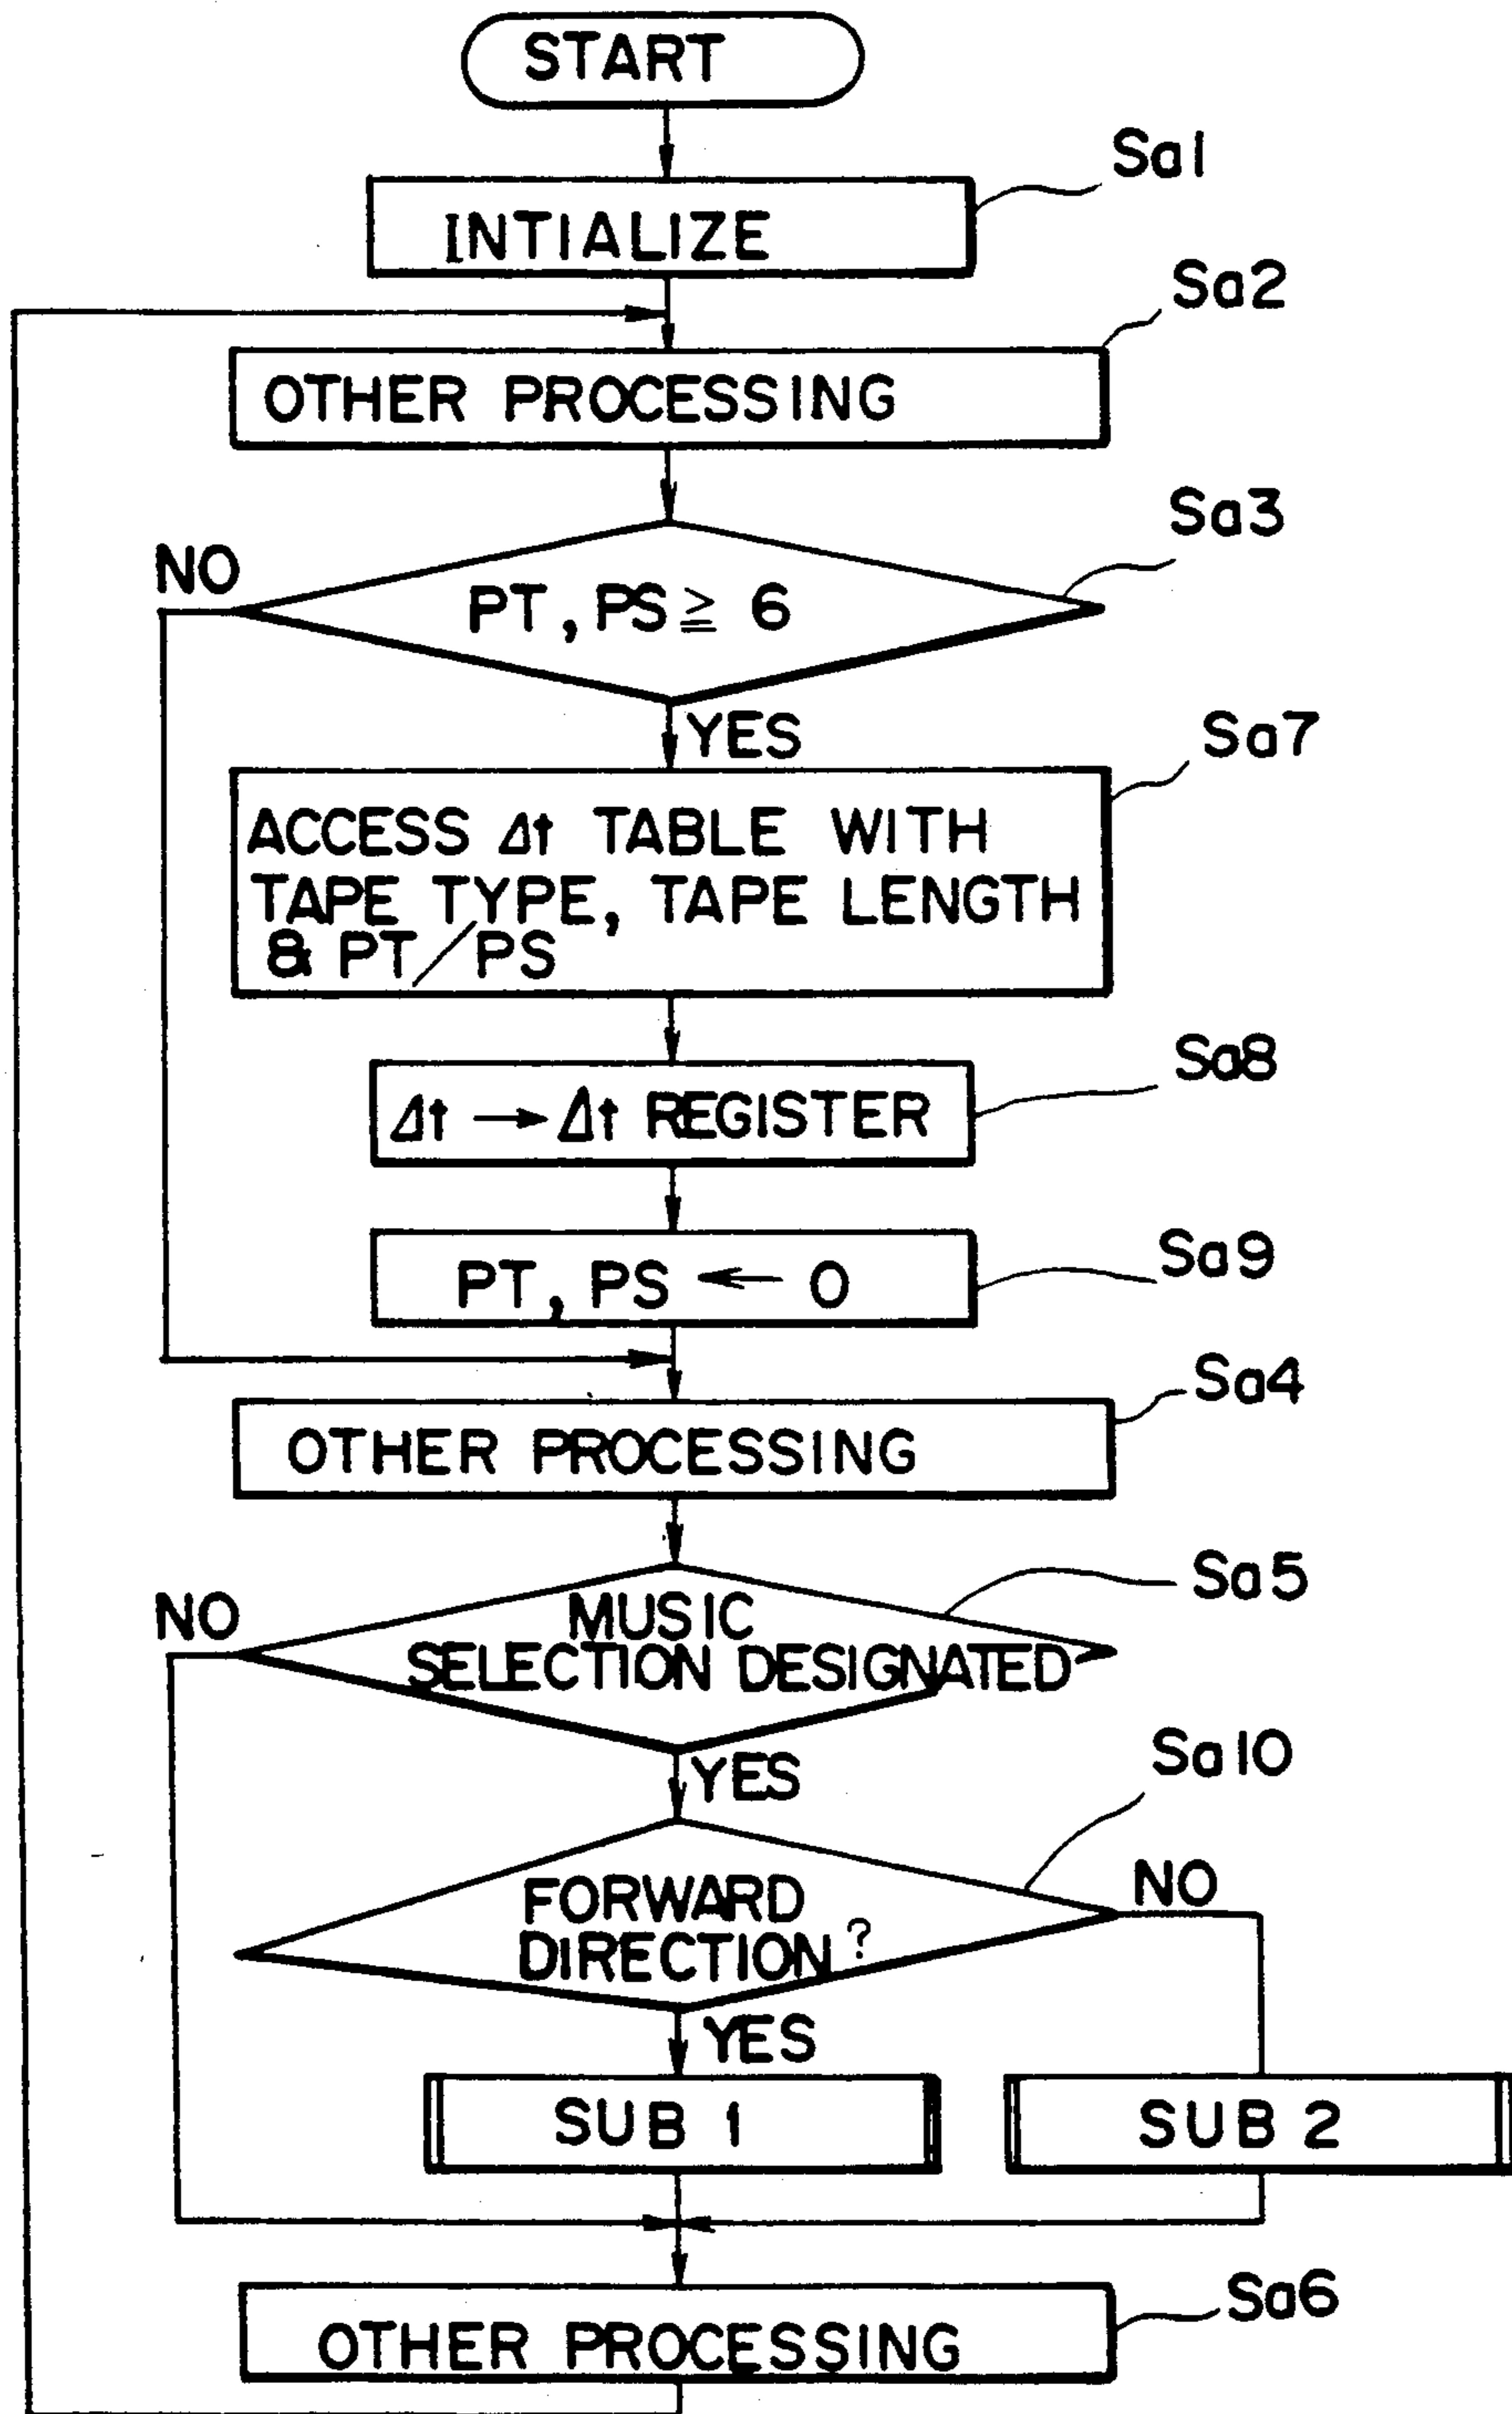 START
Sa1
INTIALIZE
Sa2
OTHER PROCESSING
Sa3
NO
PT, PS ≧ 6
YES
Sa7
ACCESS Δt TABLE WITH
TAPE TYPE, TAPE LENGTH
& PT/PS
Sa8
Δt → Δt REGISTER
Sa9
PT, PS ← 0
Sa4
OTHER PROCESSING
Sa5
NO
MUSIC
SELECTION DESIGNATED
YES
Sa10
NO
FORWARD
DIRECTION?
YES
SUB 1
SUB 2
Sa6
OTHER PROCESSING